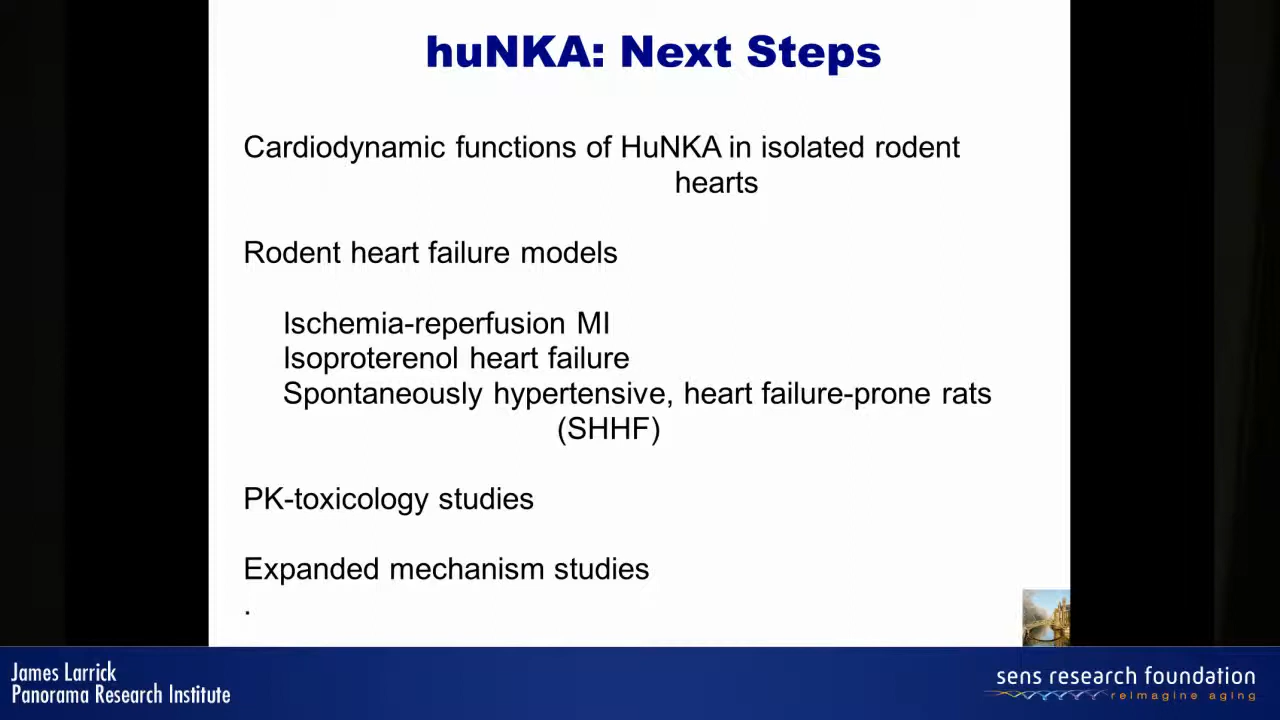 huNKA: Next Steps
Cardiodynamic functions of HuNKA in isolated rodent
hearts
Rodent heart failure models
Ischemia-reperfusion MI
Isoproterenol heart failure
Spontaneously hypertensive, heart failure-prone rats
(SHHF)
PK-toxicology studies
Expanded mechanism studies
.
James Larrick
Panorama Research Institute
sens research foundation
reimagine aging